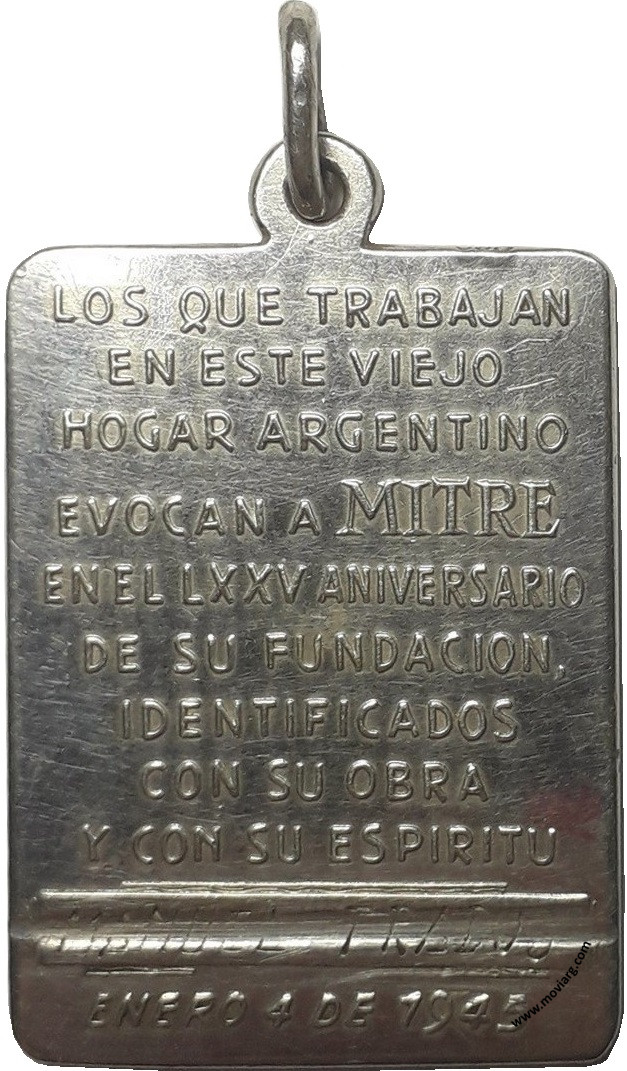 LOS QUE TRABAJAN
EN ESTE VIEJO
HOGAR ARGENTINO
EVOCAN A MITRE
EN EL LXXV ANIVERSARIO
DE SU FUNDACION,
IDENTIFICADOS
CON SU OBRA
Y CON SU ESPIRITU
ENERO 4 DE 1945
www.moviarg.com